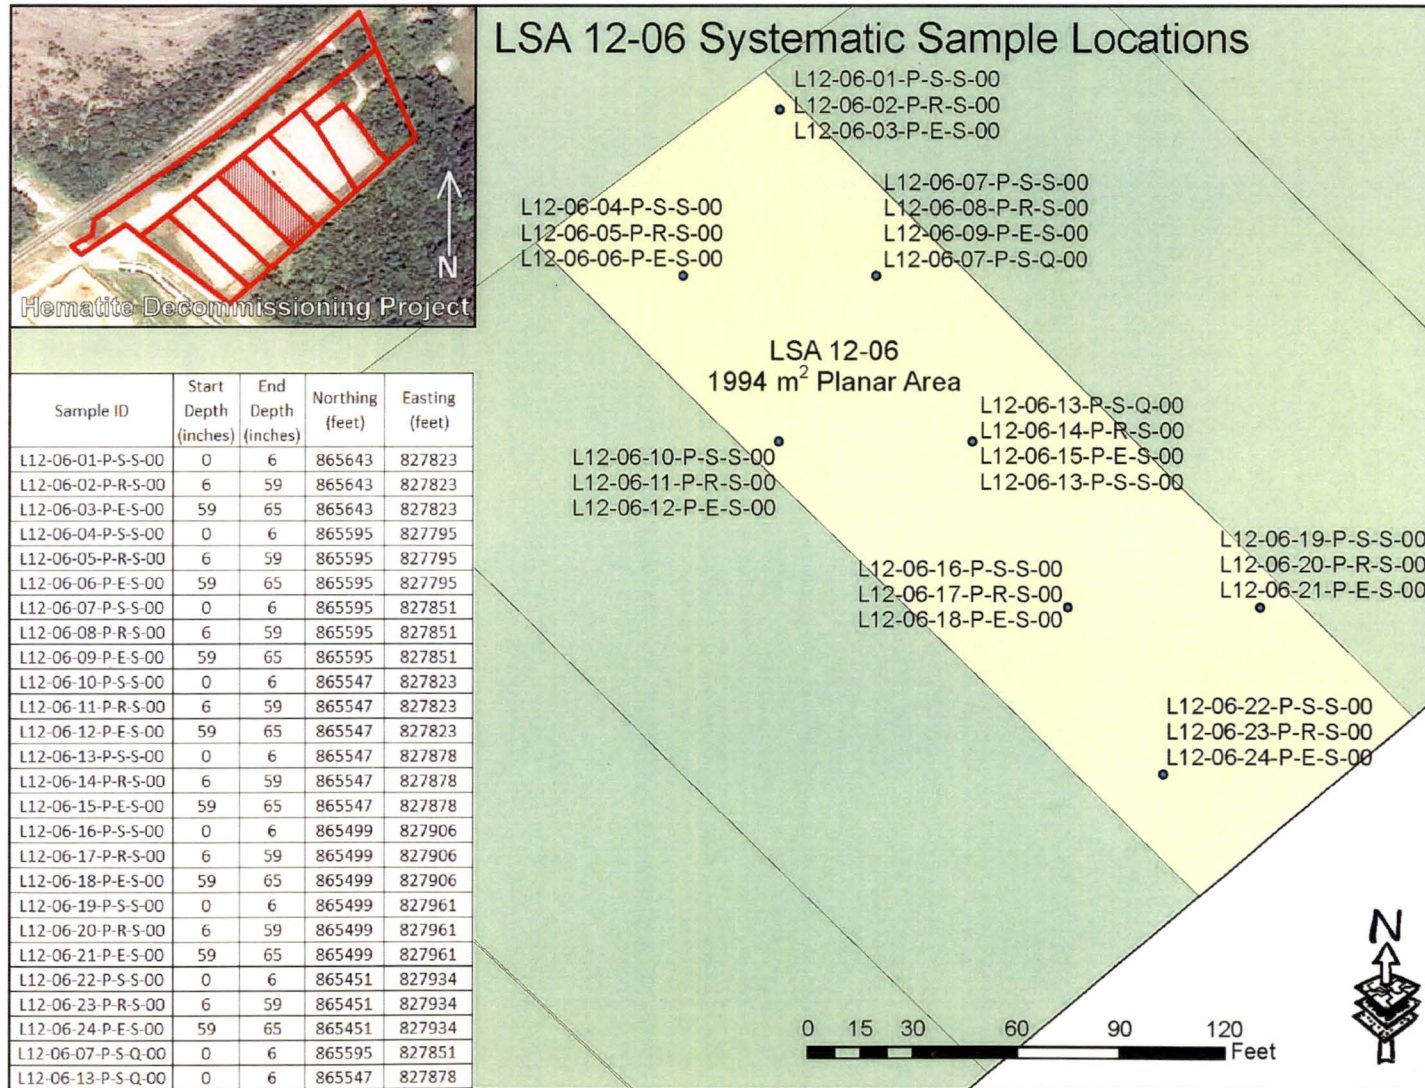 LSA 12-06 Systematic Sample Locations
N
Hematite Decommissioning Project
L12-06-01-P-S-S-00
L12-06-02-P-R-S-00
L12-06-03-P-E-S-00
L12-06-04-P-S-S-00
L12-06-05-P-R-S-00
L12-06-06-P-E-S-00
L12-06-07-P-S-S-00
L12-06-08-P-R-S-00
L12-06-09-P-E-S-00
L12-06-07-P-S-Q-00
LSA 12-06
1994 m² Planar Area
L12-06-10-P-S-S-00
L12-06-11-P-R-S-00
L12-06-12-P-E-S-00
L12-06-13-P-S-Q-00
L12-06-14-P-R-S-00
L12-06-15-P-E-S-00
L12-06-13-P-S-S-00
L12-06-16-P-S-S-00
L12-06-17-P-R-S-00
L12-06-18-P-E-S-00
L12-06-19-P-S-S-00
L12-06-20-P-R-S-00
L12-06-21-P-E-S-00
L12-06-22-P-S-S-00
L12-06-23-P-R-S-00
L12-06-24-P-E-S-00
Sample ID Start Depth (inches) End Depth (inches) Northing (feet) Easting (feet)
L12-06-01-P-S-S-00 0 6 865643 827823
L12-06-02-P-R-S-00 6 59 865643 827823
L12-06-03-P-E-S-00 59 65 865643 827823
L12-06-04-P-S-S-00 0 6 865595 827795
L12-06-05-P-R-S-00 6 59 865595 827795
L12-06-06-P-E-S-00 59 65 865595 827795
L12-06-07-P-S-S-00 0 6 865595 827851
L12-06-08-P-R-S-00 6 59 865595 827851
L12-06-09-P-E-S-00 59 65 865595 827851
L12-06-10-P-S-S-00 0 6 865547 827823
L12-06-11-P-R-S-00 6 59 865547 827823
L12-06-12-P-E-S-00 59 65 865547 827823
L12-06-13-P-S-S-00 0 6 865547 827878
L12-06-14-P-R-S-00 6 59 865547 827878
L12-06-15-P-E-S-00 59 65 865547 827878
L12-06-16-P-S-S-00 0 6 865499 827906
L12-06-17-P-R-S-00 6 59 865499 827906
L12-06-18-P-E-S-00 59 65 865499 827906
L12-06-19-P-S-S-00 0 6 865499 827961
L12-06-20-P-R-S-00 6 59 865499 827961
L12-06-21-P-E-S-00 59 65 865499 827961
L12-06-22-P-S-S-00 0 6 865451 827934
L12-06-23-P-R-S-00 6 59 865451 827934
L12-06-24-P-E-S-00 59 65 865451 827934
L12-06-07-P-S-Q-00 0 6 865595 827851
L12-06-13-P-S-Q-00 0 6 865547 827878
N
0 15 30 60 90 120
Feet